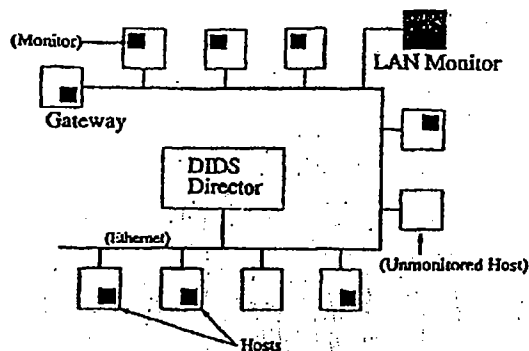 (Monitor)
LAN Monitor
Gateway
DIDS
Director
(Ethernet)
(Unmonitored Host)
Hosts